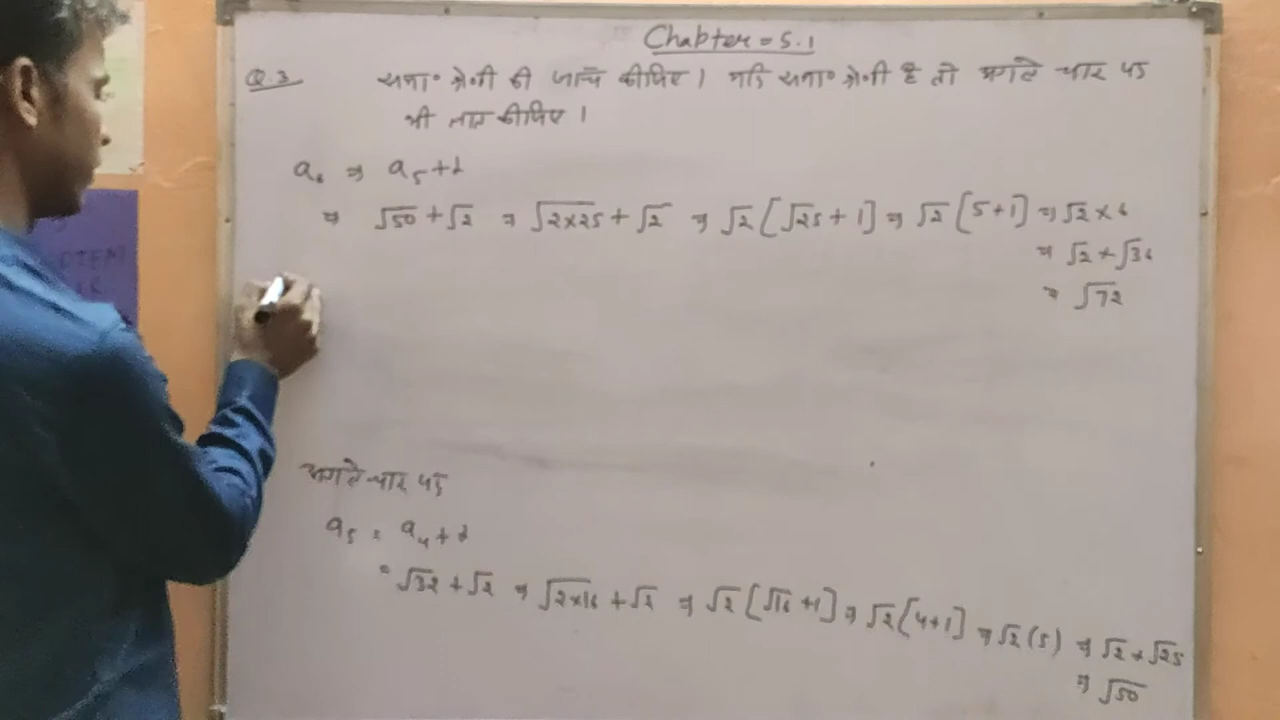 Chapter = 5.1
Q.3 समा० श्रेणी की जाँच कीजिए। यदि समा० श्रेणी है तो अगले चार पद
भी ज्ञात कीजिए।
a₆ ⇒ a₅+d
⇒ √50 + √2 ⇒ √2×25 + √2 ⇒ √2 [√25 + 1] ⇒ √2 [5+1] ⇒ √2 × 6
⇒ √2 × √36
⇒ √72
अगले चार पद
a₅ = a₄ + d
= √32 + √2 ⇒ √2×16 + √2 ⇒ √2 [√16 + 1] ⇒ √2 [4+1] ⇒ √2 (5) ⇒ √2 × √25
⇒ √50